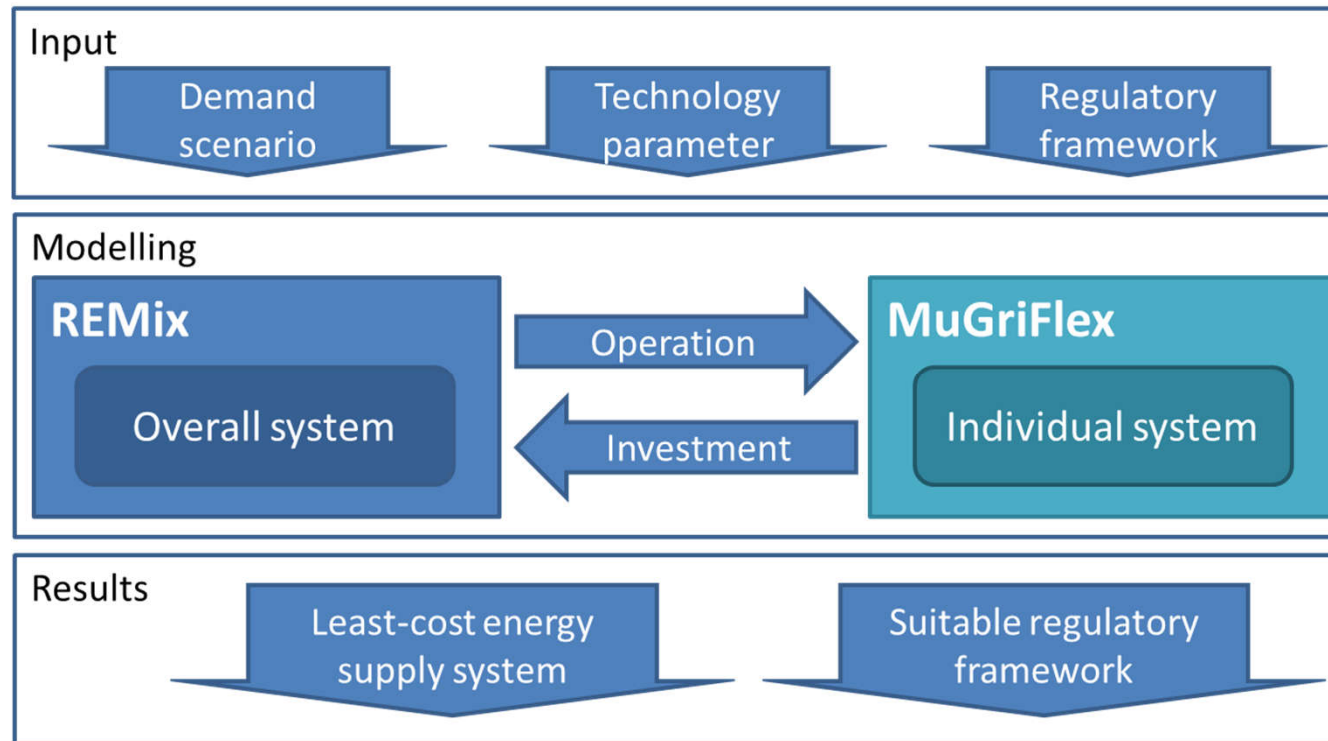 Input
Demand
scenario
Technology
parameter
Regulatory
framework
Modelling
REMix
Overall system
Operation
Investment
MuGriFlex
Individual system
Results
Least-cost energy
supply system
Suitable regulatory
framework